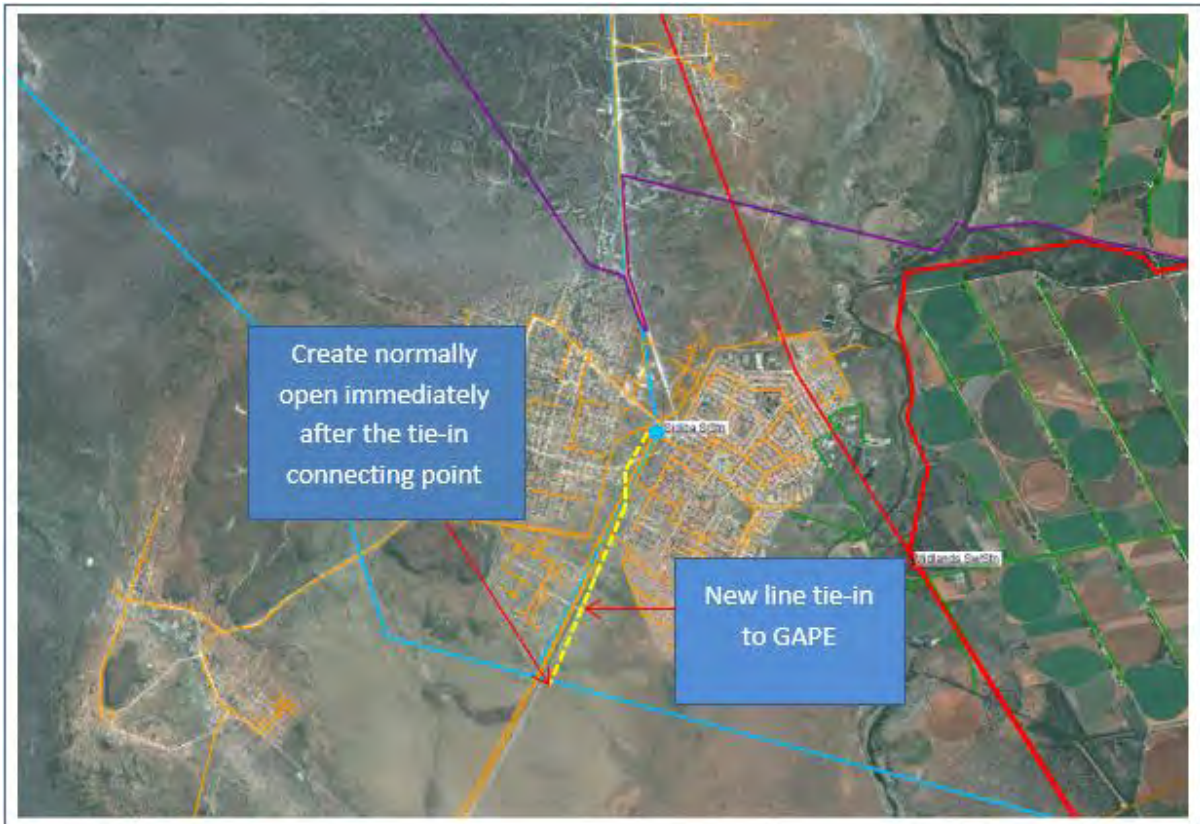 Create normally
open immediately
after the tie-in
connecting point
New line tie-in
to GAPE